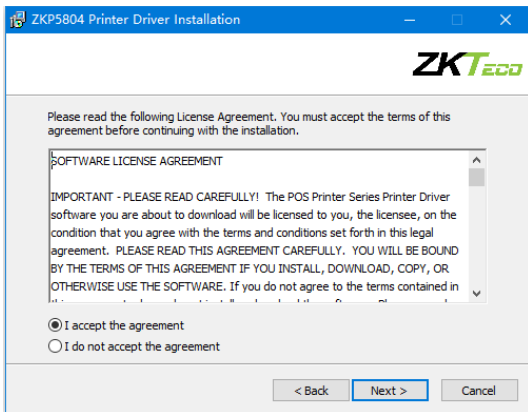 ZKP5804 Printer Driver Installation
ZKTeco
Please read the following License Agreement. You must accept the terms of this
agreement before continuing with the installation.
SOFTWARE LICENSE AGREEMENT
IMPORTANT - PLEASE READ CAREFULLY! The POS Printer Series Printer Driver
software you are about to download will be licensed to you, the licensee, on the
condition that you agree with the terms and conditions set forth in this legal
agreement. PLEASE READ THIS AGREEMENT CAREFULLY. YOU WILL BE BOUND
BY THE TERMS OF THIS AGREEMENT IF YOU INSTALL, DOWNLOAD, COPY, OR
OTHERWISE USE THE SOFTWARE. If you do not agree to the terms contained in
I accept the agreement
I do not accept the agreement
< Back
Next >
Cancel